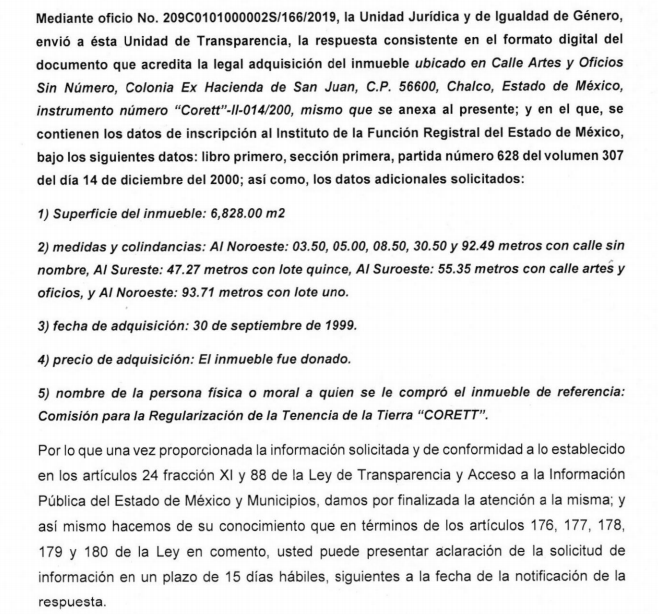 Mediante oficio No. 209C0101000002S/166/2019, la Unidad Jurídica y de Igualdad de Género,
envió a ésta Unidad de Transparencia, la respuesta consistente en el formato digital del
documento que acredita la legal adquisición del inmueble ubicado en Calle Artes y Oficios
Sin Número, Colonia Ex Hacienda de San Juan, C.P. 56600, Chalco, Estado de México,
instrumento número “Corett”-II-014/200, mismo que se anexa al presente; y en el que, se
contienen los datos de inscripción al Instituto de la Función Registral del Estado de México,
bajo los siguientes datos: libro primero, sección primera, partida número 628 del volumen 307
del día 14 de diciembre del 2000; así como, los datos adicionales solicitados:
1) Superficie del inmueble: 6,828.00 m2
2) medidas y colindancias: Al Noroeste: 03.50, 05.00, 08.50, 30.50 y 92.49 metros con calle sin
nombre, Al Sureste: 47.27 metros con lote quince, Al Suroeste: 55.35 metros con calle artes y
oficios, y Al Noroeste: 93.71 metros con lote uno.
3) fecha de adquisición: 30 de septiembre de 1999.
4) precio de adquisición: El inmueble fue donado.
5) nombre de la persona física o moral a quien se le compró el inmueble de referencia:
Comisión para la Regularización de la Tenencia de la Tierra “CORETT”.
Por lo que una vez proporcionada la información solicitada y de conformidad a lo establecido
en los artículos 24 fracción XI y 88 de la Ley de Transparencia y Acceso a la Información
Pública del Estado de México y Municipios, damos por finalizada la atención a la misma; y
así mismo hacemos de su conocimiento que en términos de los artículos 176, 177, 178,
179 y 180 de la Ley en comento, usted puede presentar aclaración de la solicitud de
información en un plazo de 15 días hábiles, siguientes a la fecha de la notificación de la
respuesta.